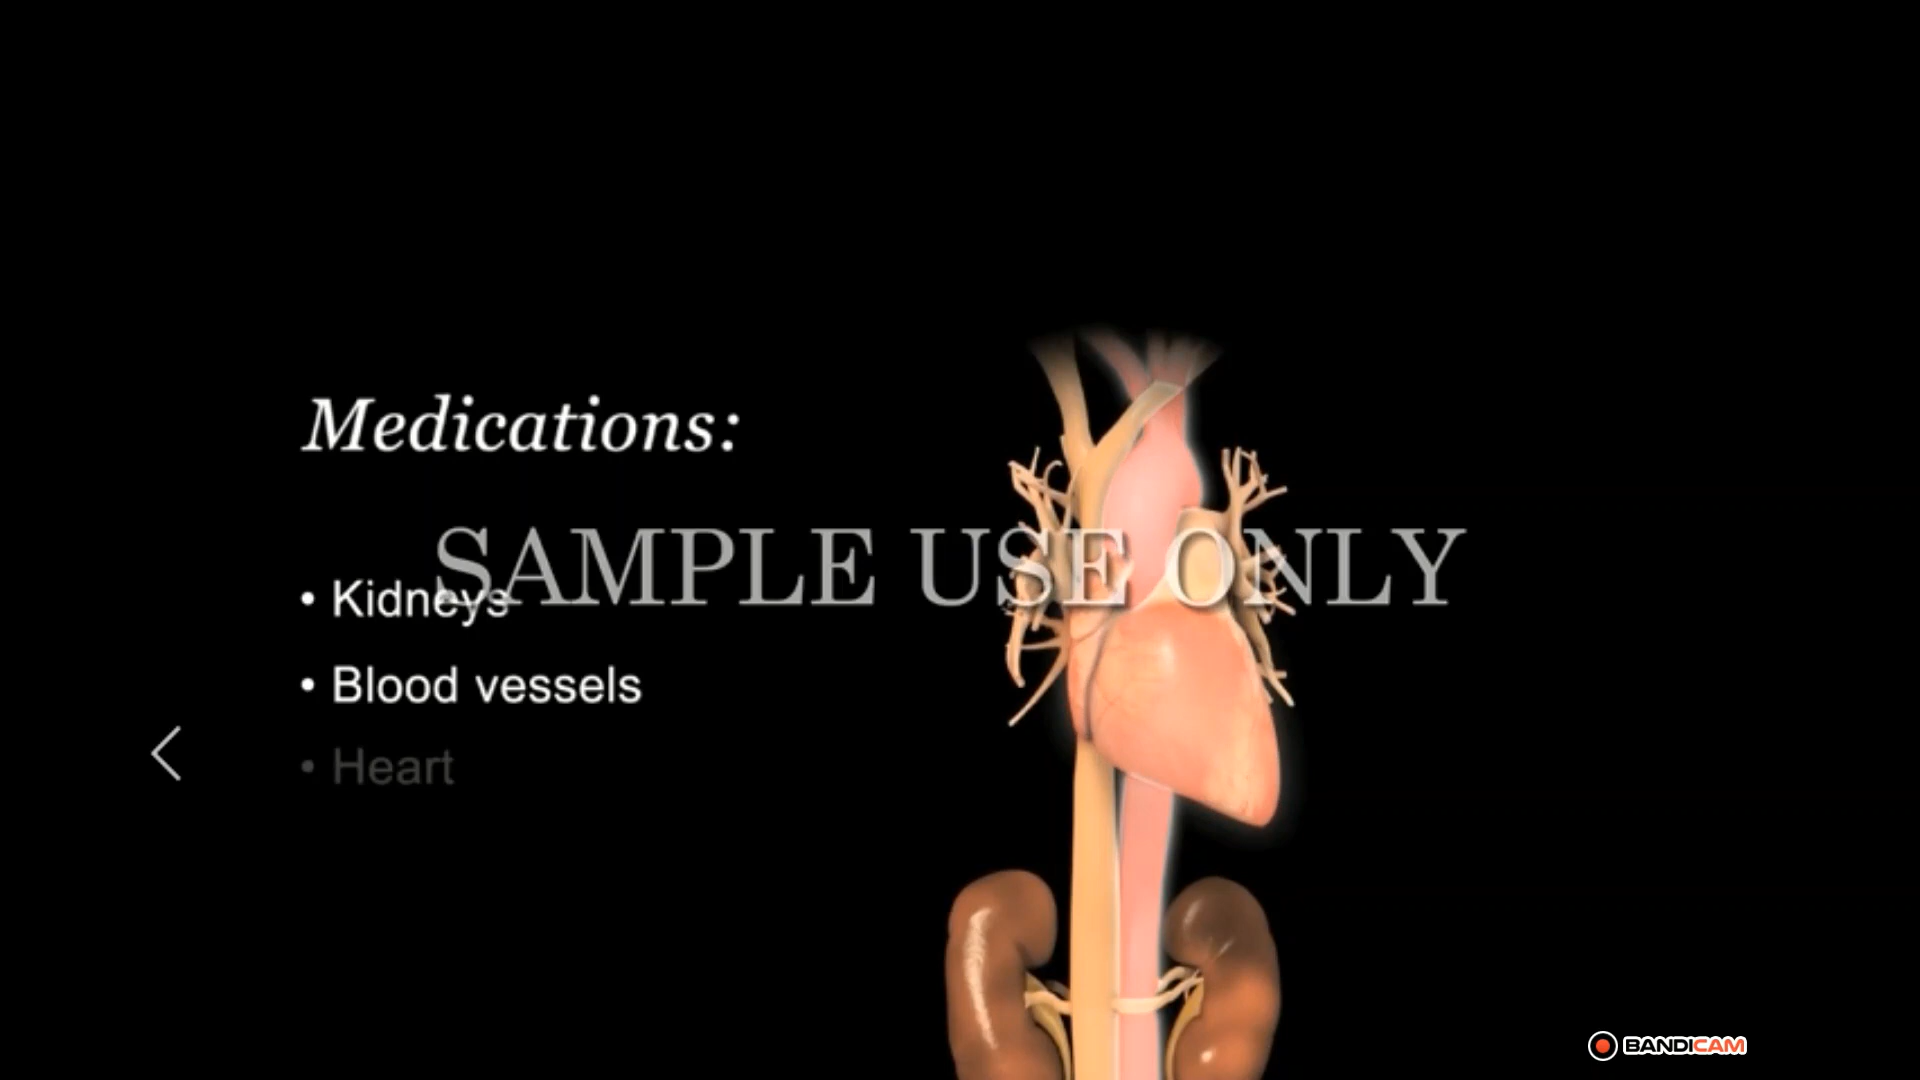 Medications:
SAMPLE USE ONLY
• Kidneys
• Blood vessels
• Heart
BANDICAM